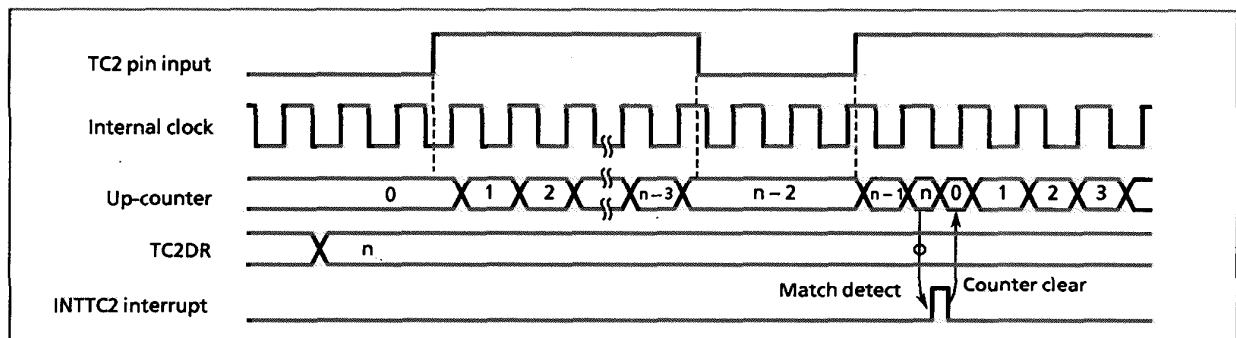 TC2 pin input
Internal clock
Up-counter 0 1 2 n-3 n-2 n-1 n 0 1 2 3
TC2DR n
Match detect Counter clear
INTTC2 interrupt